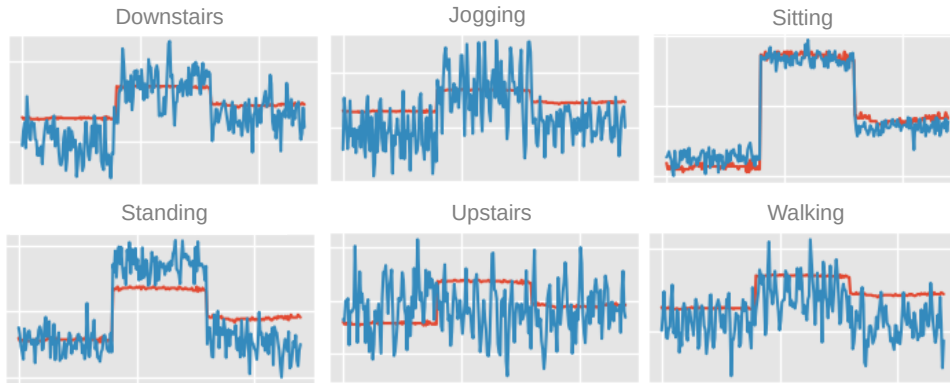 Downstairs
Jogging
Sitting
Standing
Upstairs
Walking